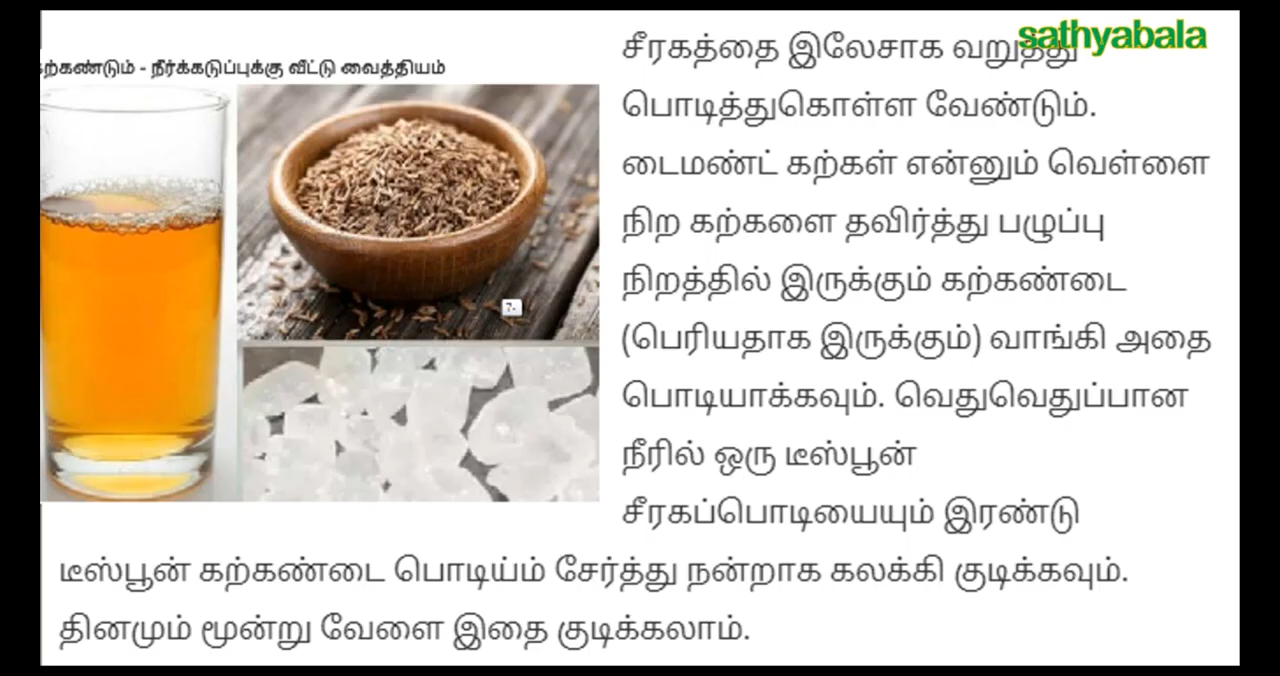 sathyabala
கற்கண்டும் - நீர்க்கடுப்புக்கு வீட்டு வைத்தியம்
சீரகத்தை இலேசாக வறுத்து
பொடித்துகொள்ள வேண்டும்.
டைமண்ட் கற்கள் என்னும் வெள்ளை
நிற கற்களை தவிர்த்து பழுப்பு
நிறத்தில் இருக்கும் கற்கண்டை
(பெரியதாக இருக்கும்) வாங்கி அதை
பொடியாக்கவும். வெதுவெதுப்பான
நீரில் ஒரு டீஸ்பூன்
சீரகப்பொடியையும் இரண்டு
டீஸ்பூன் கற்கண்டை பொடிய்ம் சேர்த்து நன்றாக கலக்கி குடிக்கவும்.
தினமும் மூன்று வேளை இதை குடிக்கலாம்.